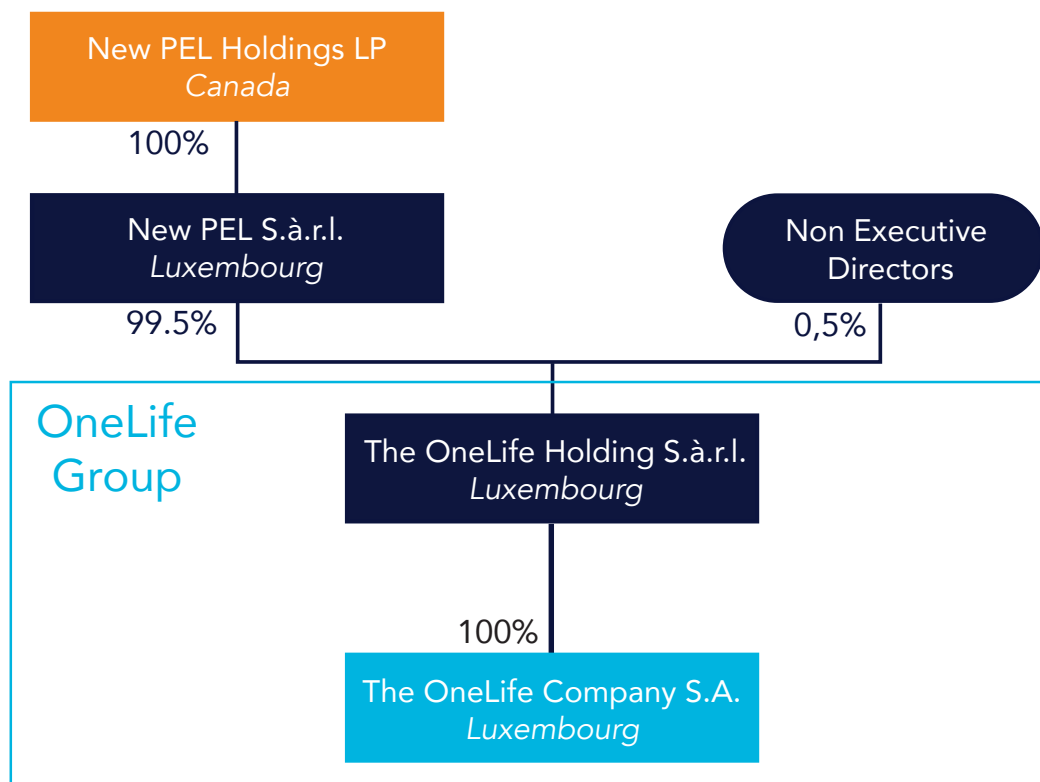 New PEL Holdings LP
Canada
100%
New PEL S.à.r.l.
Luxembourg
Non Executive
Directors
99.5%
0,5%
OneLife
Group
The OneLife Holding S.à.r.l.
Luxembourg
100%
The OneLife Company S.A.
Luxembourg